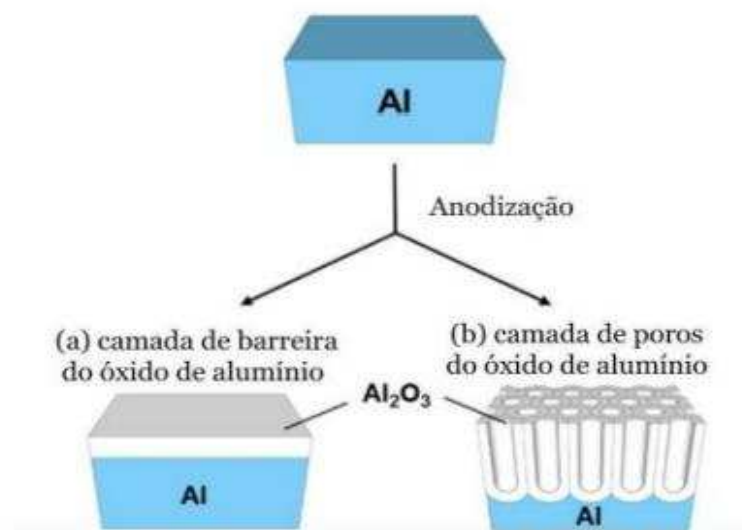 Al
Anodização
(a) camada de barreira
do óxido de alumínio
(b) camada de poros
do óxido de alumínio
Al₂O₃
Al
Al